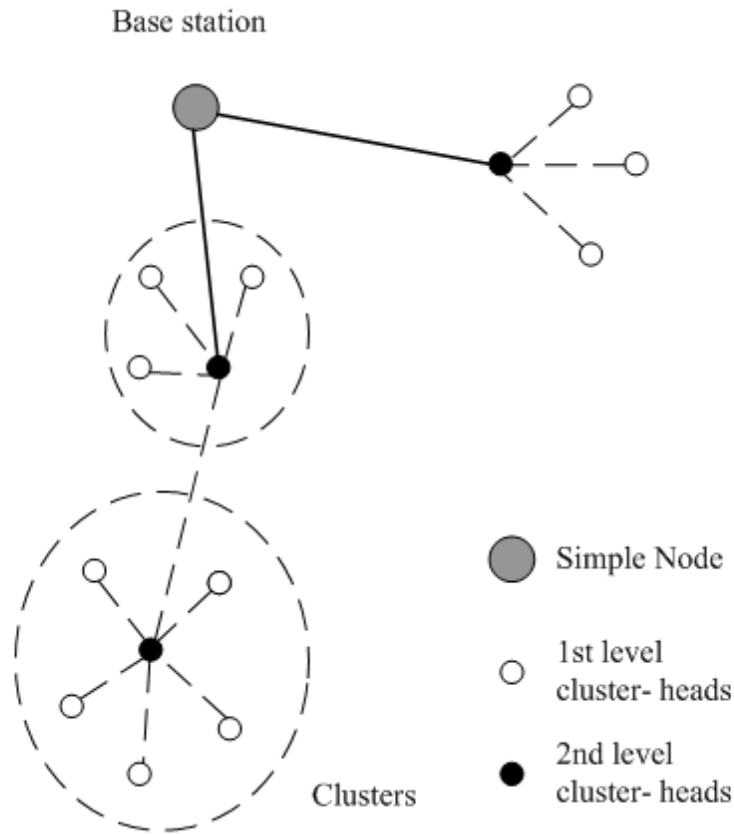 Base station
Simple Node
1st level
cluster- heads
2nd level
cluster- heads
Clusters